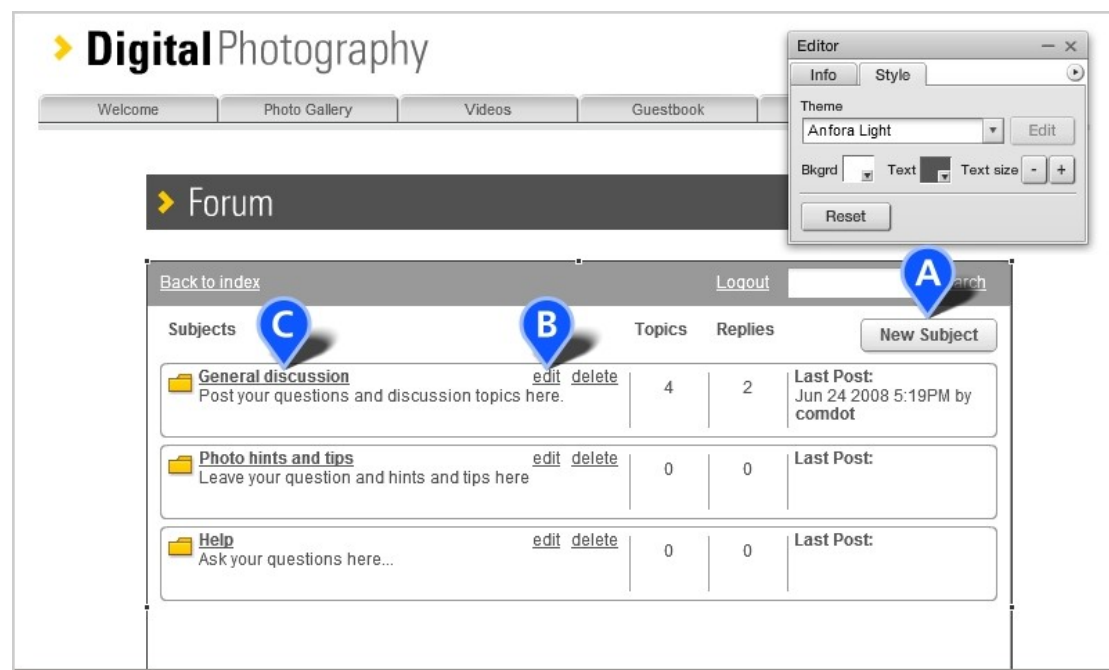 Digital Photography
Editor
Info Style
Theme
Anfora Light Edit
Bkgrd Text Text size - +
Reset
Welcome Photo Gallery Videos Guestbook
Forum
Back to index Logout
A
Subjects Topics Replies New Subject
C
B
General discussion edit delete 4 2 Last Post:
Post your questions and discussion topics here. Jun 24 2008 5:19PM by
comdot
Photo hints and tips edit delete 0 0 Last Post:
Leave your question and hints and tips here
Help edit delete 0 0 Last Post:
Ask your questions here...